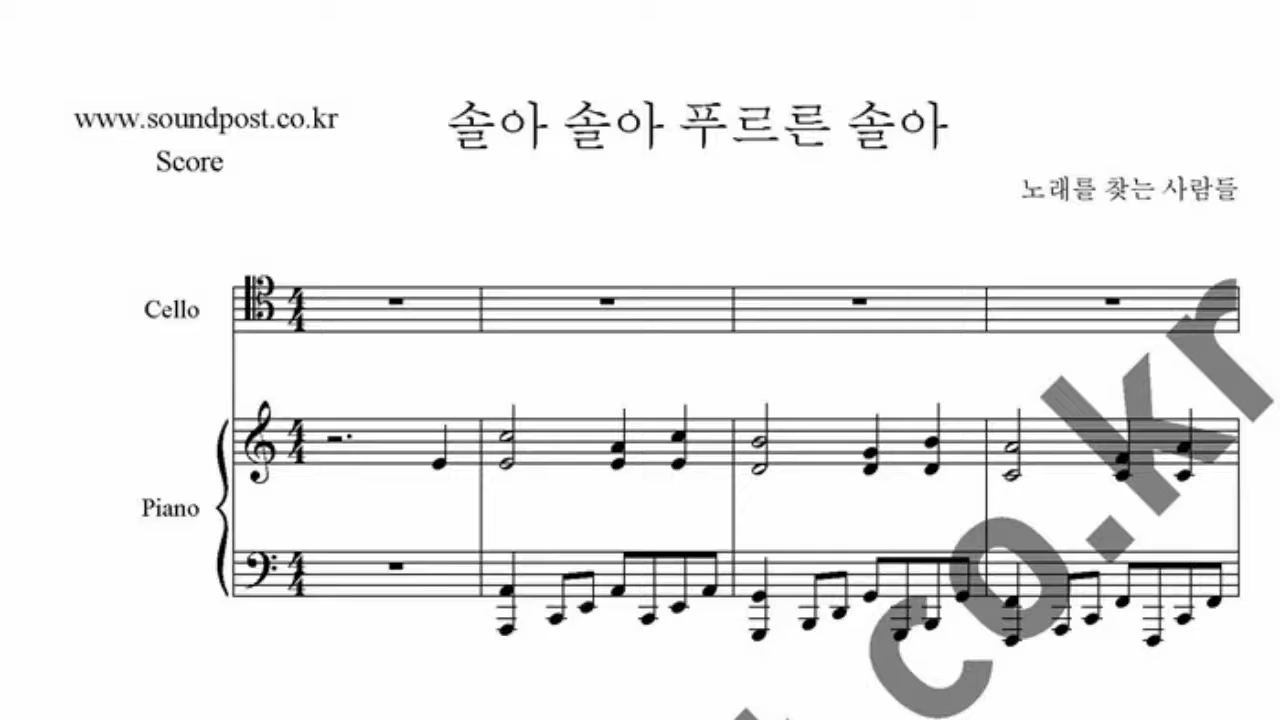 www.soundpost.co.kr
Score
솔아 솔아 푸르른 솔아
노래를 찾는 사람들
Cello
Piano
co.kr